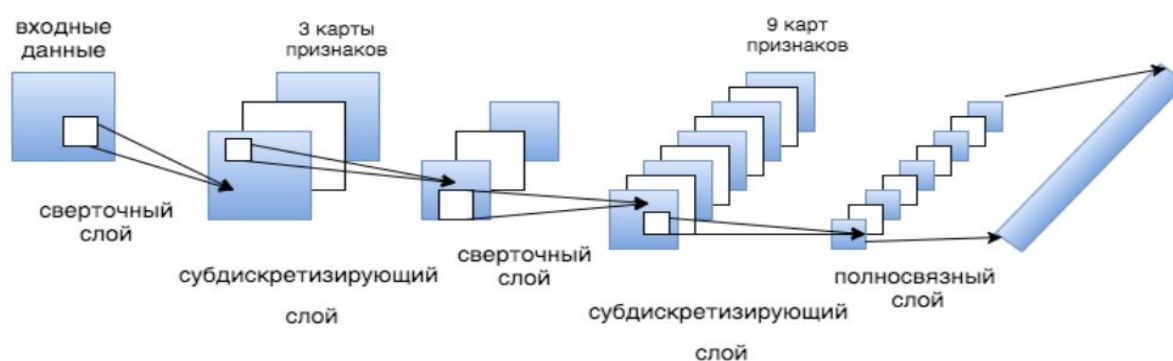 входные
данные
3 карты
признаков
9 карт
признаков
сверточный
слой
субдискретизирующий
слой
сверточный
слой
субдискретизирующий
слой
полносвязный
слой